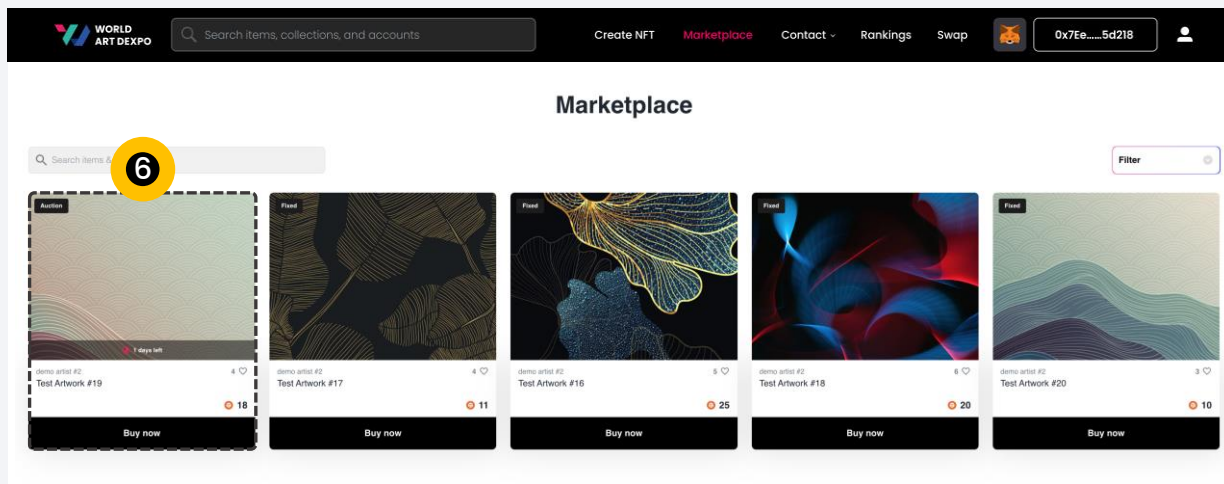 WORLD
ART DEXPO
Search items, collections, and accounts
Create NFT
Marketplace
Contact
Rankings
Swap
0x7Ee......5d218
Marketplace
Search items &
6
Filter
Auction
Fixed
Fixed
Fixed
Fixed
7 days left
demo artist #2 4
Test Artwork #19
18
Buy now
demo artist #2 4
Test Artwork #17
11
Buy now
demo artist #2 5
Test Artwork #16
25
Buy now
demo artist #2 6
Test Artwork #18
20
Buy now
demo artist #2 3
Test Artwork #20
10
Buy now